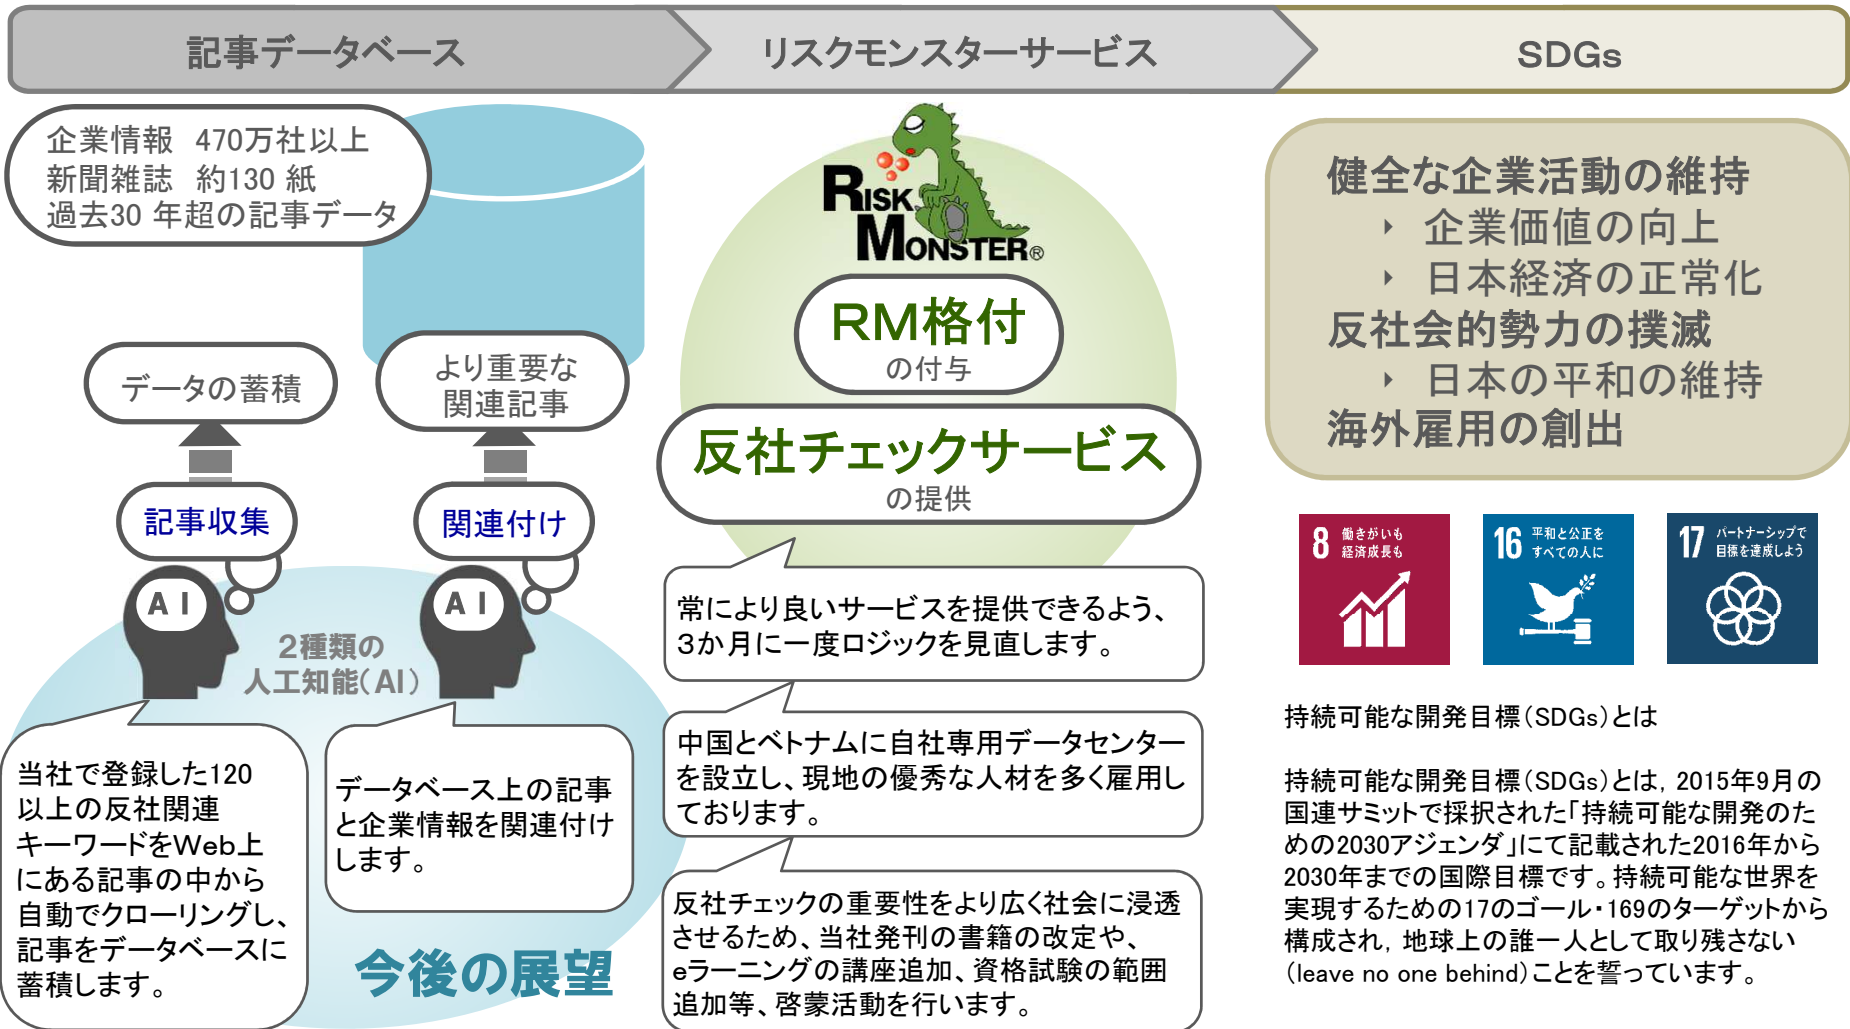 記事データベース
リスクモンスターサービス
SDGs
企業情報 470万社以上
新聞雑誌 約130 紙
過去30 年超の記事データ
データの蓄積
より重要な
関連記事
記事収集
関連付け
AI
AI
2種類の
人工知能(AI)
当社で登録した120
以上の反社関連
キーワードをWeb上
にある記事の中から
自動でクローリングし、
記事をデータベースに
蓄積します。
データベース上の記事
と企業情報を関連付け
します。
今後の展望
RISK
MONSTER®
RM格付
の付与
反社チェックサービス
の提供
常により良いサービスを提供できるよう、
3か月に一度ロジックを見直します。
中国とベトナムに自社専用データセンター
を設立し、現地の優秀な人材を多く雇用し
ております。
反社チェックの重要性をより広く社会に浸透
させるため、当社発刊の書籍の改定や、
eラーニングの講座追加、資格試験の範囲
追加等、啓蒙活動を行います。
健全な企業活動の維持
‣ 企業価値の向上
‣ 日本経済の正常化
反社会的勢力の撲滅
‣ 日本の平和の維持
海外雇用の創出
8 働きがいも
経済成長も
16 平和と公正を
すべての人に
17 パートナーシップで
目標を達成しよう
持続可能な開発目標(SDGs)とは
持続可能な開発目標(SDGs)とは, 2015年9月の
国連サミットで採択された「持続可能な開発のた
めの2030アジェンダ」にて記載された2016年から
2030年までの国際目標です。持続可能な世界を
実現するための17のゴール・169のターゲットから
構成され, 地球上の誰一人として取り残さない
(leave no one behind)ことを誓っています。